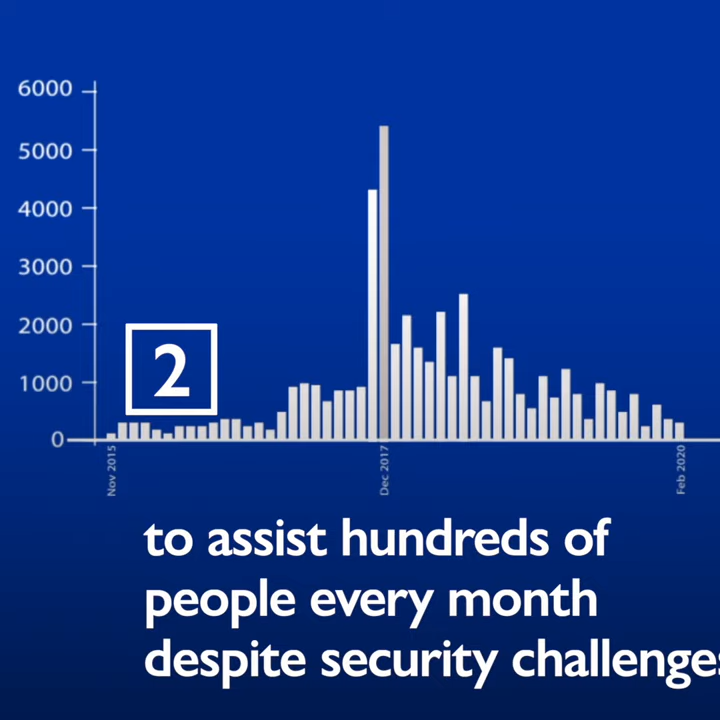 6000
5000
4000
3000
2000
1000
0
2
Nov 2015
Dec 2017
Feb 2020
to assist hundreds of
people every month
despite security challenges